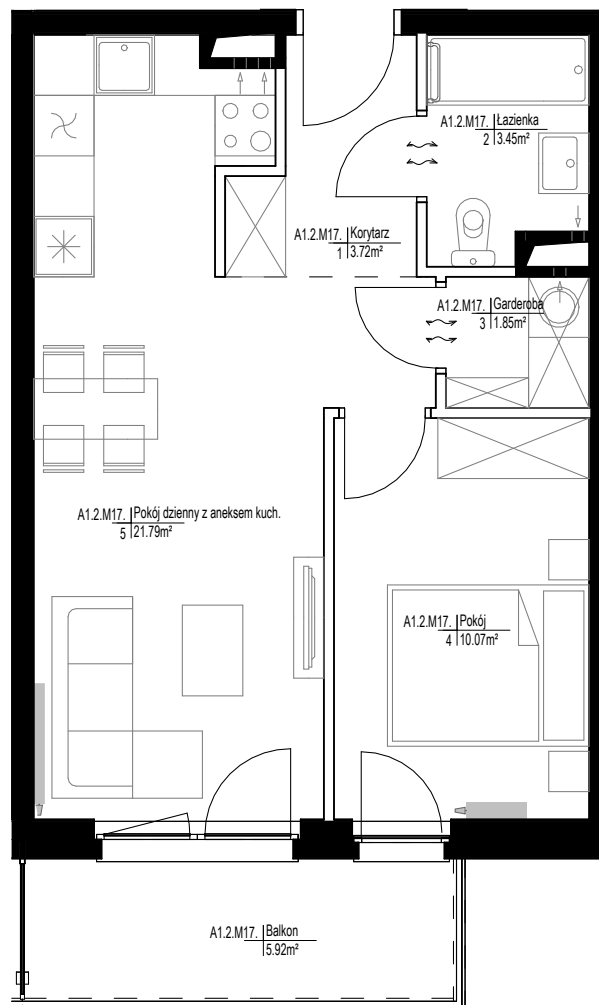 A1.2.M17. Łazienka
2 3.45m²
A1.2.M17. Korytarz
1 3.72m²
A1.2.M17. Garderoba
3 1.85m²
A1.2.M17. Pokój dzienny z aneksem kuch.
5 21.79m²
A1.2.M17. Pokój
4 10.07m²
A1.2.M17. Balkon
5.92m²